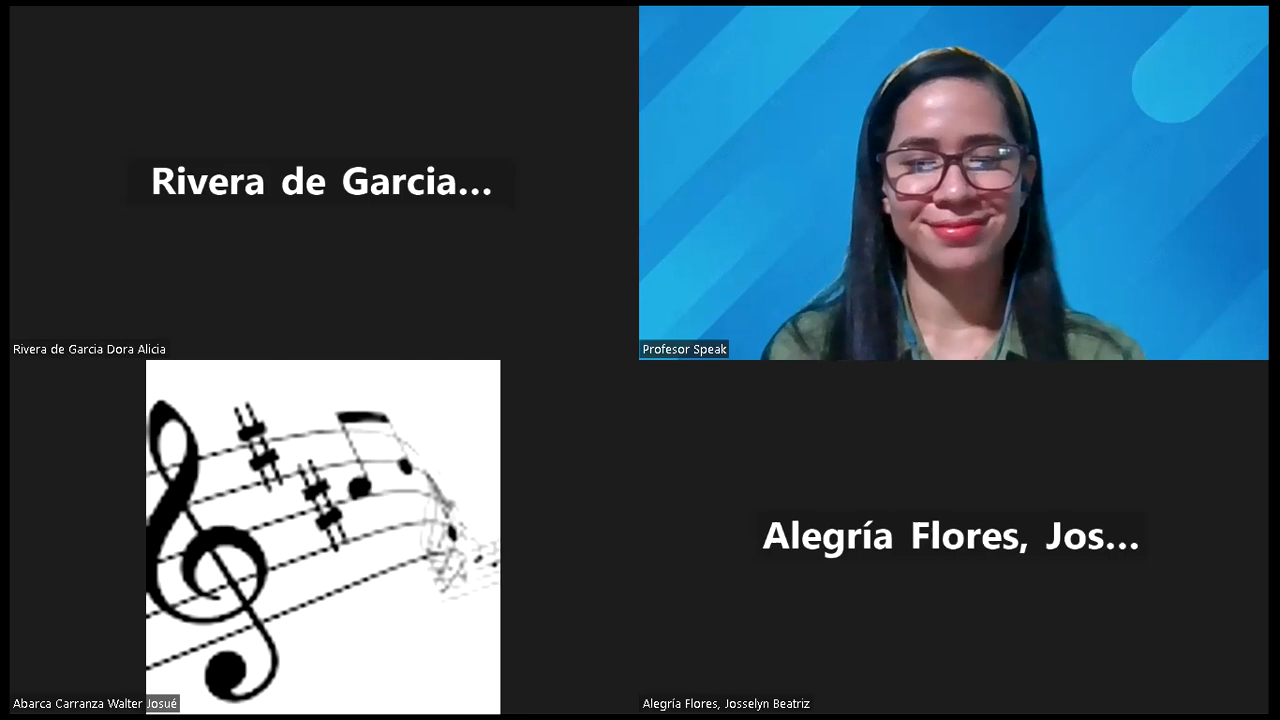 Rivera de Garcia...
Rivera de Garcia Dora Alicia
Profesor Speak
Alegría Flores, Jos...
Abarca Carranza Walter Josué
Alegría Flores, Josselyn Beatriz